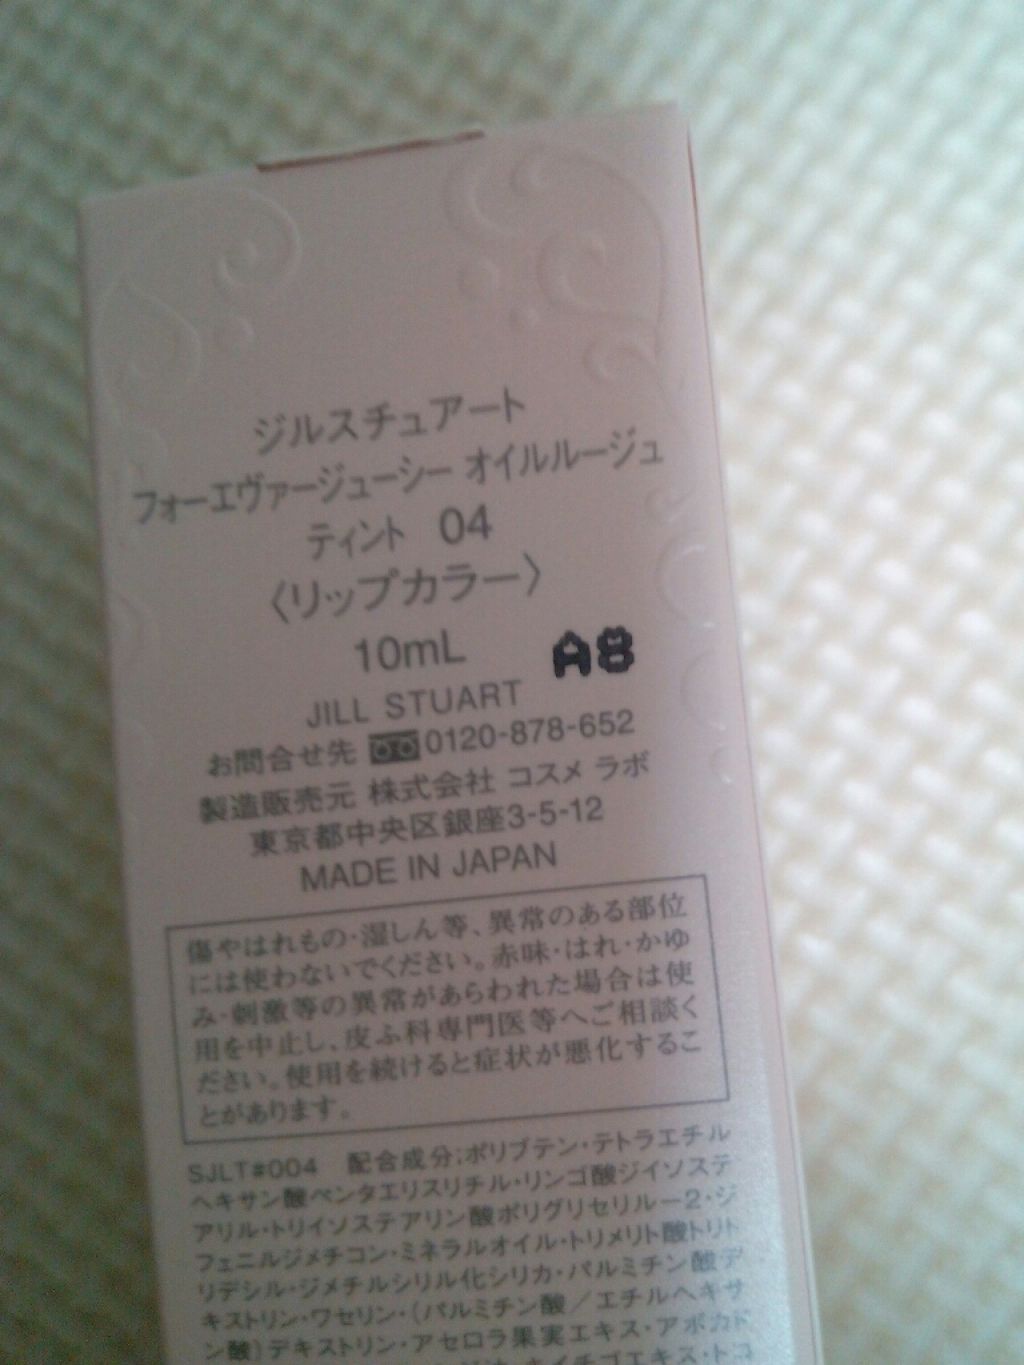 ジルスチュアート
フォーエヴァージューシー オイルルージュ
ティント 04
〈リップカラー〉
10mL
A8
JILL STUART
お問合せ先 0120-878-652
製造販売元 株式会社 コスメ ラボ
東京都中央区銀座3-5-12
MADE IN JAPAN
傷やはれもの・湿しん等、異常のある部位
には使わないでください。赤味・はれ・かゆ
み・刺激等の異常があらわれた場合は使
用を中止し、皮ふ科専門医等へご相談く
ださい。使用を続けると症状が悪化するこ
とがあります。
SJLT#004 配合成分;ポリブテン・テトラエチル
ヘキサン酸ペンタエリスリチル・リンゴ酸ジイソステ
アリル・トリイソステアリン酸ポリグリセリル-2・ジ
フェニルジメチコン・ミネラルオイル・トリメリト酸トリト
リデシル・ジメチルシリル化シリカ・パルミチン酸デ
キストリン・ワセリン・(パルミチン酸/エチルヘキサ
ン酸)デキストリン・アセロラ果実エキス・アボカド
イチゴエキス・トコ